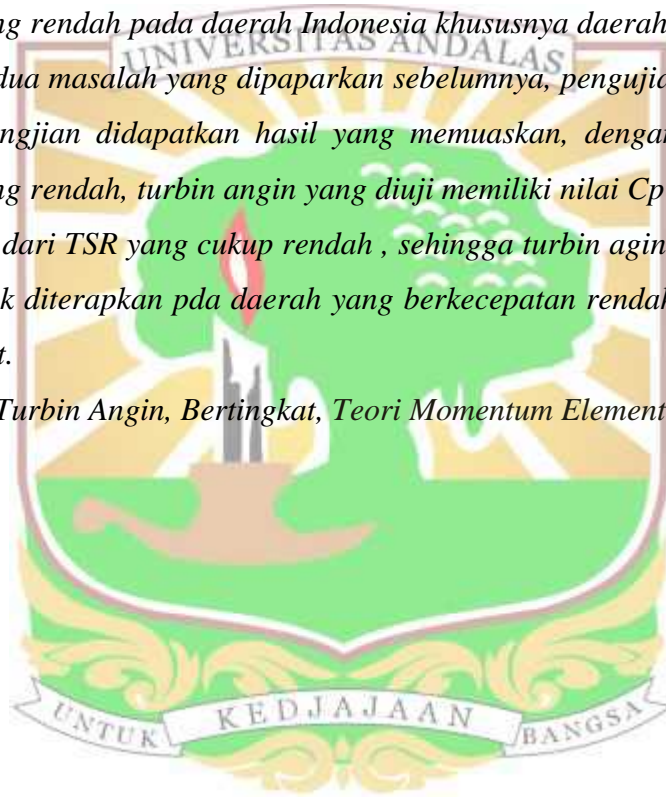 ng rendah pada daerah Indonesia khususnya daerah
UNIVERSITAS ANDALAS
dua masalah yang dipaparkan sebelumnya, pengujia
ngjian didapatkan hasil yang memuaskan, dengan
ng rendah, turbin angin yang diuji memiliki nilai Cp
dari TSR yang cukup rendah , sehingga turbin agin
k diterapkan pda daerah yang berkecepatan rendah
t.
Turbin Angin, Bertingkat, Teori Momentum Element
UNTUK KEDJAJAAN BANGSA